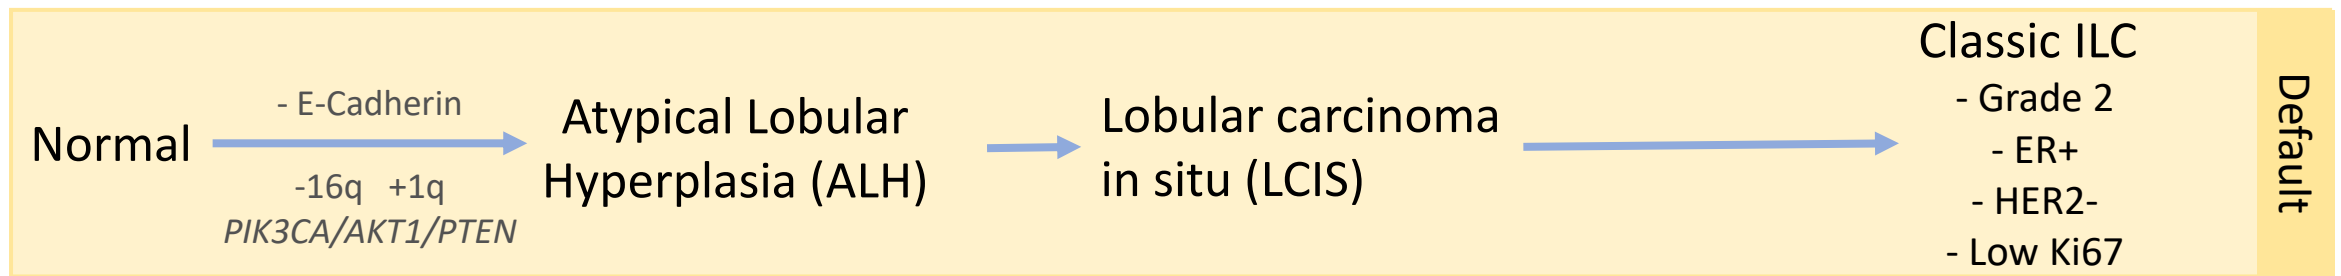 Normal
- E-Cadherin
-16q +1q
PIK3CA/AKT1/PTEN
Atypical Lobular
Hyperplasia (ALH)
Lobular carcinoma
in situ (LCIS)
Classic ILC
- Grade 2
- ER+
- HER2-
- Low Ki67
Default